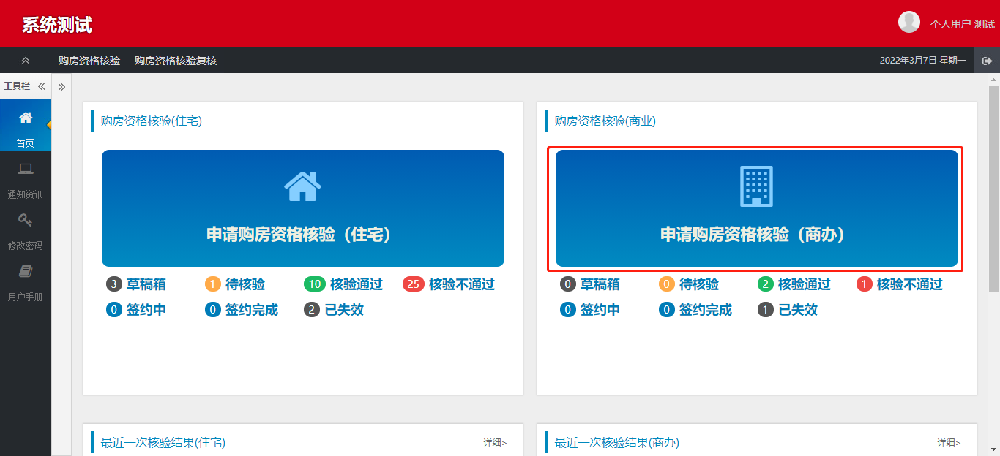 系统测试
个人用户 测试
购房资格核验 购房资格核验复核
2022年3月7日 星期一
工具栏
首页
通知资讯
修改密码
用户手册
购房资格核验(住宅)
申请购房资格核验（住宅）
3 草稿箱 1 待核验 10 核验通过 25 核验不通过
0 签约中 0 签约完成 2 已失效
购房资格核验(商业)
申请购房资格核验（商办）
0 草稿箱 0 待核验 2 核验通过 1 核验不通过
0 签约中 0 签约完成 1 已失效
最近一次核验结果(住宅) 详细>
最近一次核验结果(商办) 详细>